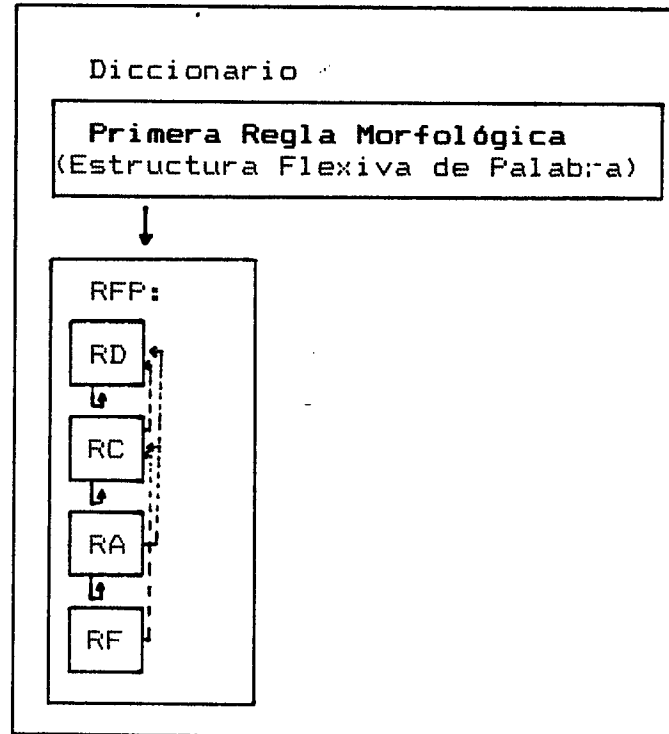 Diccionario
Primera Regla Morfológica
(Estructura Flexiva de Palabra)
RFP:
RD
RC
RA
RF